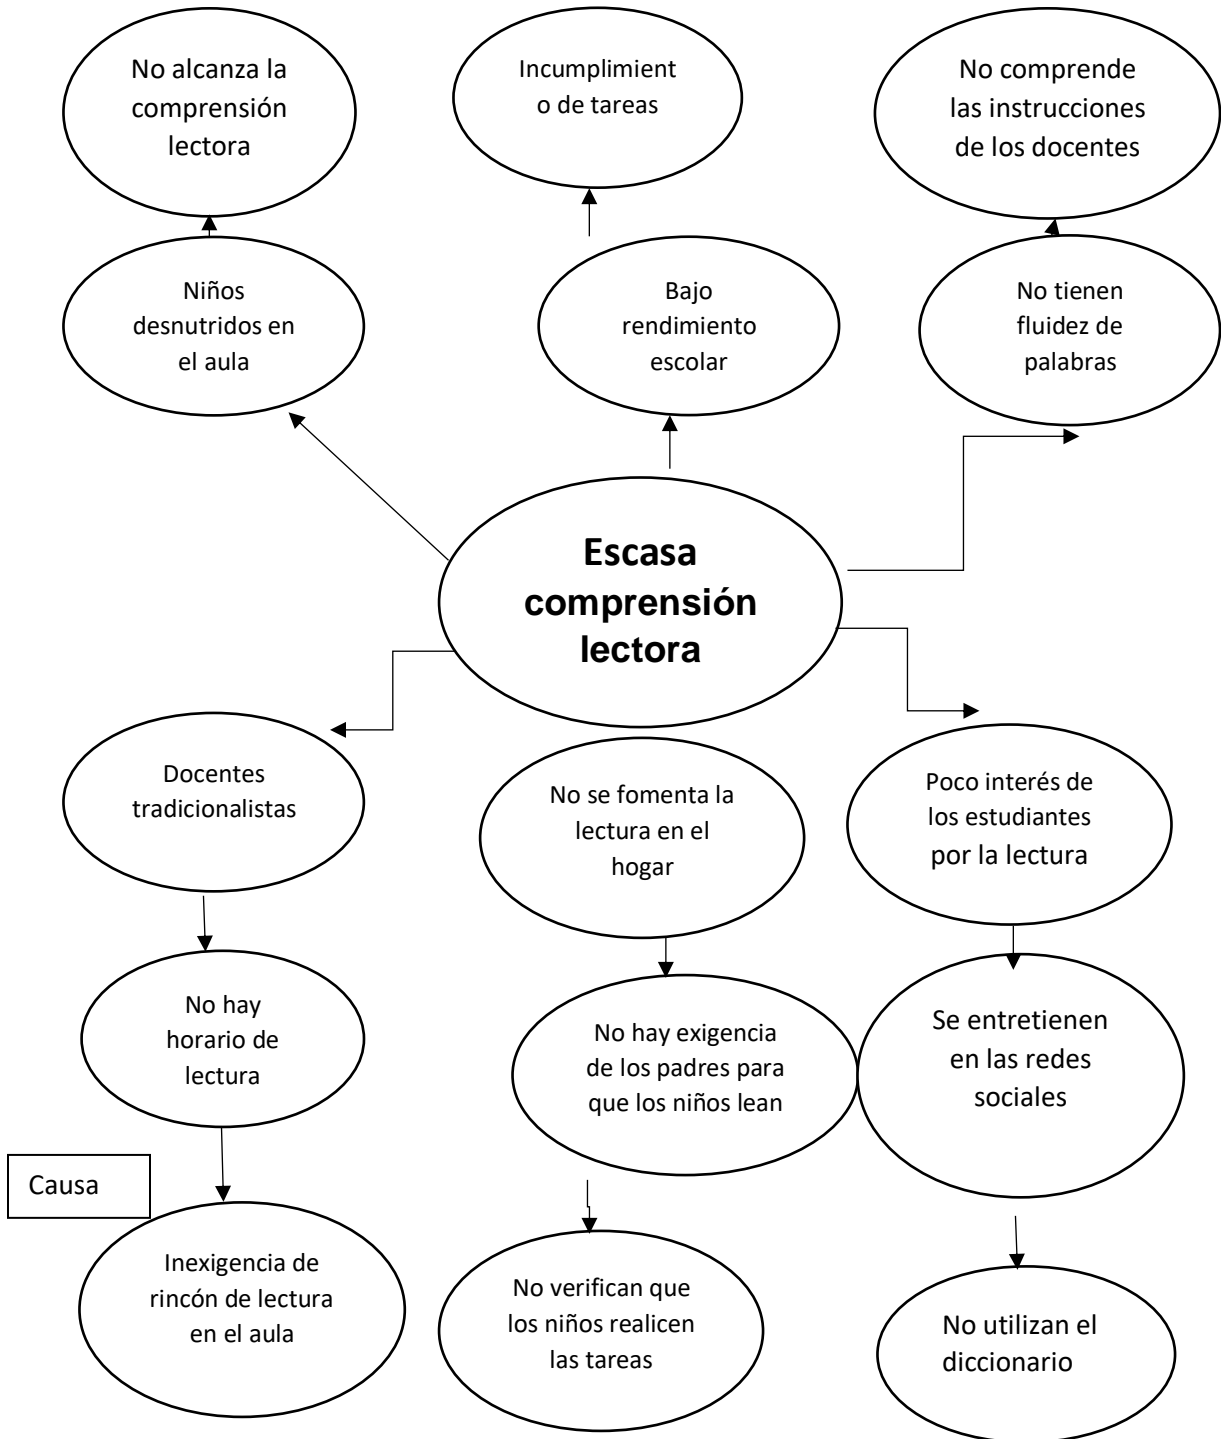 No alcanza la
comprensión
lectora
Incumplimient
o de tareas
No comprende
las instrucciones
de los docentes
Niños
desnutridos en
el aula
Bajo
rendimiento
escolar
No tienen
fluidez de
palabras
Escasa
comprensión
lectora
Docentes
tradicionalistas
No se fomenta la
lectura en el
hogar
Poco interés de
los estudiantes
por la lectura
No hay
horario de
lectura
No hay exigencia
de los padres para
que los niños lean
Se entretienen
en las redes
sociales
Causa
Inexigencia de
rincón de lectura
en el aula
No verifican que
los niños realicen
las tareas
No utilizan el
diccionario